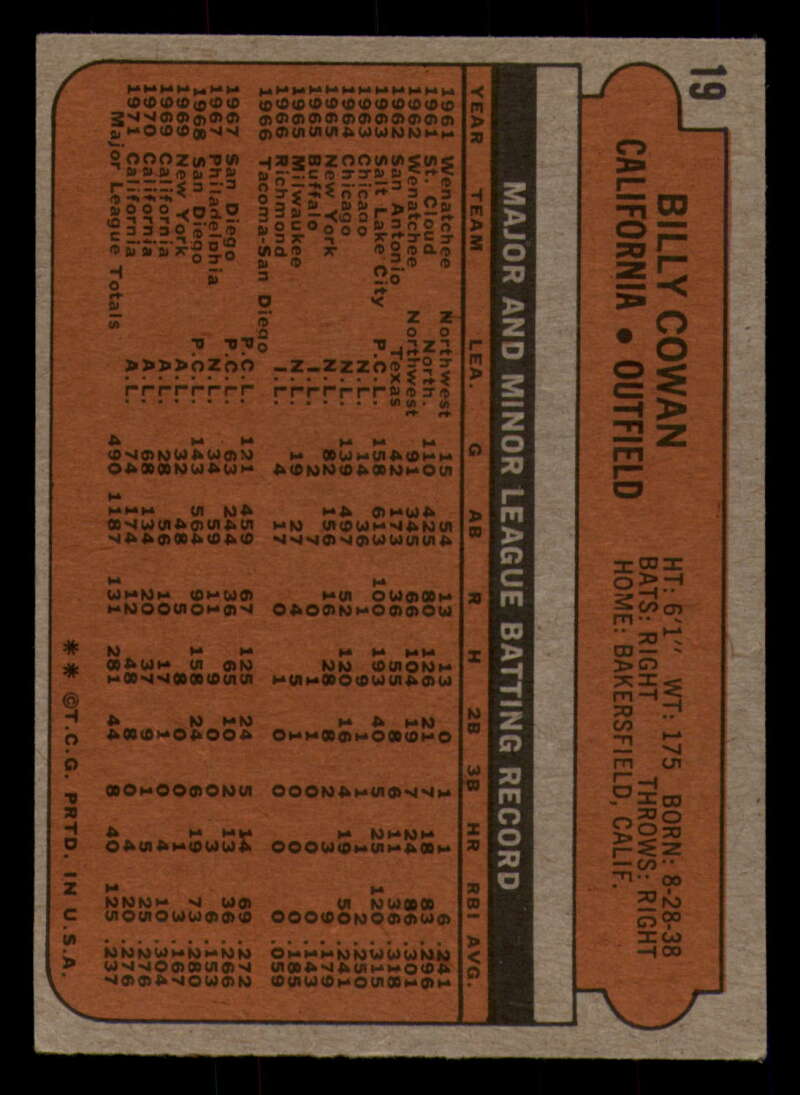 19
BILLY COWAN
CALIFORNIA • OUTFIELD
HT: 6'1" WT: 175 BORN: 8-28-38
BATS: RIGHT THROWS: RIGHT
HOME: BAKERSFIELD, CALIF.
MAJOR AND MINOR LEAGUE BATTING RECORD
YEAR TEAM LEA. G AB R H 2B 3B HR RBI AVG.
1961 Wenatchee Northwest 15 54 13 13 0 1 1 6 .241
1961 St. Cloud North. 110 425 80 126 21 7 18 83 .296
1962 Wenatchee Northwest 91 345 66 104 19 7 24 86 .301
1962 San Antonio Texas 42 173 36 55 8 6 11 36 .318
1963 Salt Lake City P.C.L. 158 613 100 193 40 5 25 120 .315
1963 Chicago N.L. 14 36 1 9 1 1 1 2 .250
1964 Chicago N.L. 139 497 52 120 16 4 19 50 .241
1965 New York N.L. 82 156 16 28 8 2 3 9 .179
1965 Buffalo I.L. 2 7 0 1 1 0 0 0 .143
1965 Milwaukee N.L. 19 27 4 5 1 0 0 0 .185
1966 Richmond I.L. 4 17 0 1 0 0 0 0 .059
1966 Tacoma-San Diego P.C.L. 121 459 67 125 24 5 14 69 .272
1967 San Diego P.C.L. 63 244 36 65 10 2 13 36 .266
1967 Philadelphia N.L. 34 59 11 9 0 0 3 6 .153
1968 San Diego P.C.L. 143 564 90 158 24 6 19 73 .280
1969 New York A.L. 32 48 5 8 0 0 1 3 .167
1969 California A.L. 28 56 10 17 1 0 4 10 .304
1970 California A.L. 68 134 20 37 9 1 5 25 .276
1971 California A.L. 74 174 12 48 8 0 4 20 .276
Major League Totals 490 1187 131 281 44 8 40 125 .237
** ©T.C.G. PRTD. IN U.S.A.